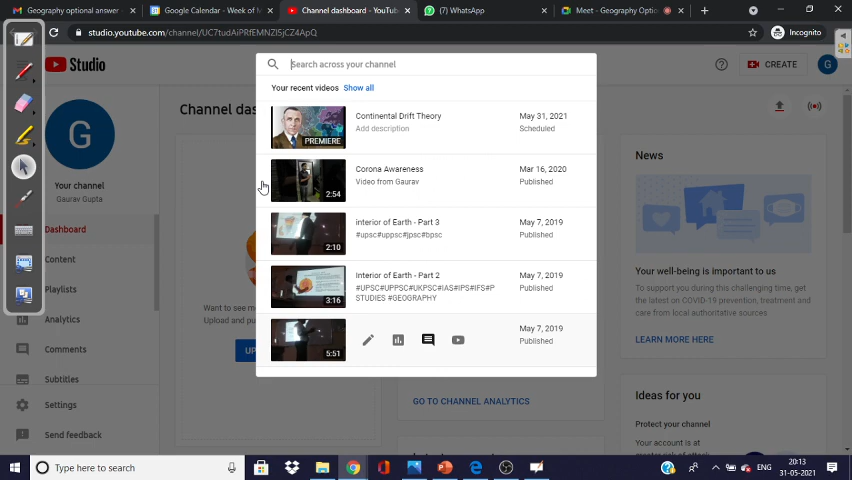 Geography optional answer
Google Calendar - Week of M
Channel dashboard - YouTub
(7) WhatsApp
Meet - Geography Optio
studio.youtube.com/channel/UC7tudAiPRFEMNZI5jCZ4ApQ
Incognito
Studio
CREATE
G
Search across your channel
Your recent videos Show all
Continental Drift Theory
Add description
May 31, 2021
Scheduled
PREMIERE
Corona Awareness
Video from Gaurav
Mar 16, 2020
Published
2:54
interior of Earth - Part 3
#upsc#uppsc#jpsc#bpsc
May 7, 2019
Published
2:10
Interior of Earth - Part 2
#UPSC#UPPSC#UKPSC#IAS#IPS#IFS#P
STUDIES #GEOGRAPHY
May 7, 2019
Published
3:16
May 7, 2019
Published
5:51
Channel das
G
Your channel
Gaurav Gupta
Dashboard
Content
Playlists
Analytics
Comments
Subtitles
Settings
Send feedback
Want to see me
Upload and pu
UP
GO TO CHANNEL ANALYTICS
News
Your well-being is important to us
To support you during this challenging time, get
the latest on COVID-19 prevention, treatment and
care from local authoritative sources.
LEARN MORE HERE
Ideas for you
Protect your channel
Your account is at
Type here to search
ENG
20:13
31-05-2021